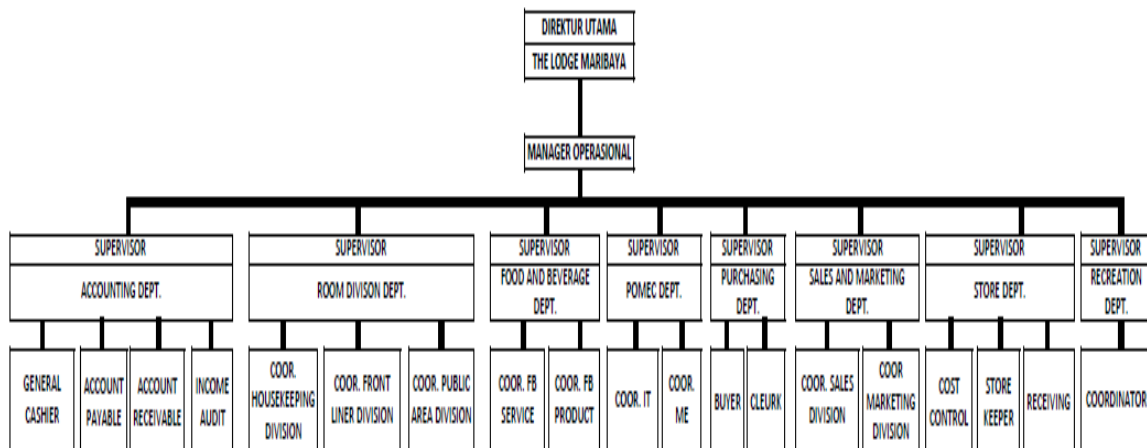 DIREKTUR UTAMA
THE LODGE MARIBAYA
MANAGER OPERASIONAL
SUPERVISOR
ACCOUNTING DEPT.
SUPERVISOR
ROOM DIVISON DEPT.
SUPERVISOR
FOOD AND BEVERAGE
DEPT.
SUPERVISOR
POMEC DEPT.
SUPERVISOR
PURCHASING
DEPT.
SUPERVISOR
SALES AND MARKETING
DEPT.
SUPERVISOR
STORE DEPT.
SUPERVISOR
RECREATION
DEPT.
GENERAL
CASHIER
ACCOUNT
PAYABLE
ACCOUNT
RECEIVABLE
INCOME
AUDIT
COOR.
HOUSEKEEPING
DIVISION
COOR. FRONT
LINER DIVISION
COOR. PUBLIC
AREA DIVISION
COOR. FB
SERVICE
COOR. FB
PRODUCT
COOR. IT
COOR.
ME
BUYER
CLEURK
COOR. SALES
DIVISION
COOR
MARKETING
DIVISION
COST
CONTROL
STORE
KEEPER
RECEIVING
COORDINATOR